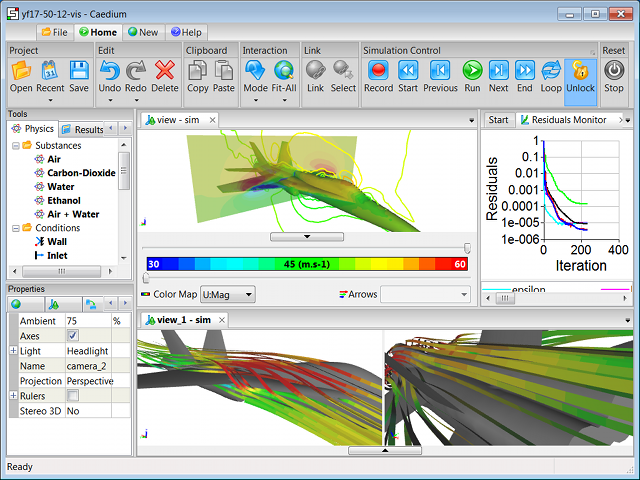 yf17-50-12-vis - Caedium
File Home New Help
Project Edit Clipboard Interaction Link Simulation Control Reset
Open Recent Save Undo Redo Delete Copy Paste Mode Fit-All Link Select Record Start Previous Run Next End Loop Unlock Stop
Tools
Physics Results
Substances
Air
Carbon-Dioxide
Water
Ethanol
Air + Water
Conditions
Wall
Inlet
Properties
Ambient 75 %
Axes
Light Headlight
Name camera_2
Projection Perspective
Rulers
Stereo 3D No
view - sim
30 45 (m.s-1) 60
Color Map U:Mag Arrows
view_1 - sim
Start Residuals Monitor
Residuals
1
0.1
0.01
0.001
0.0001
1e-005
1e-006
0 200 400
Iteration
epsilon
Ready